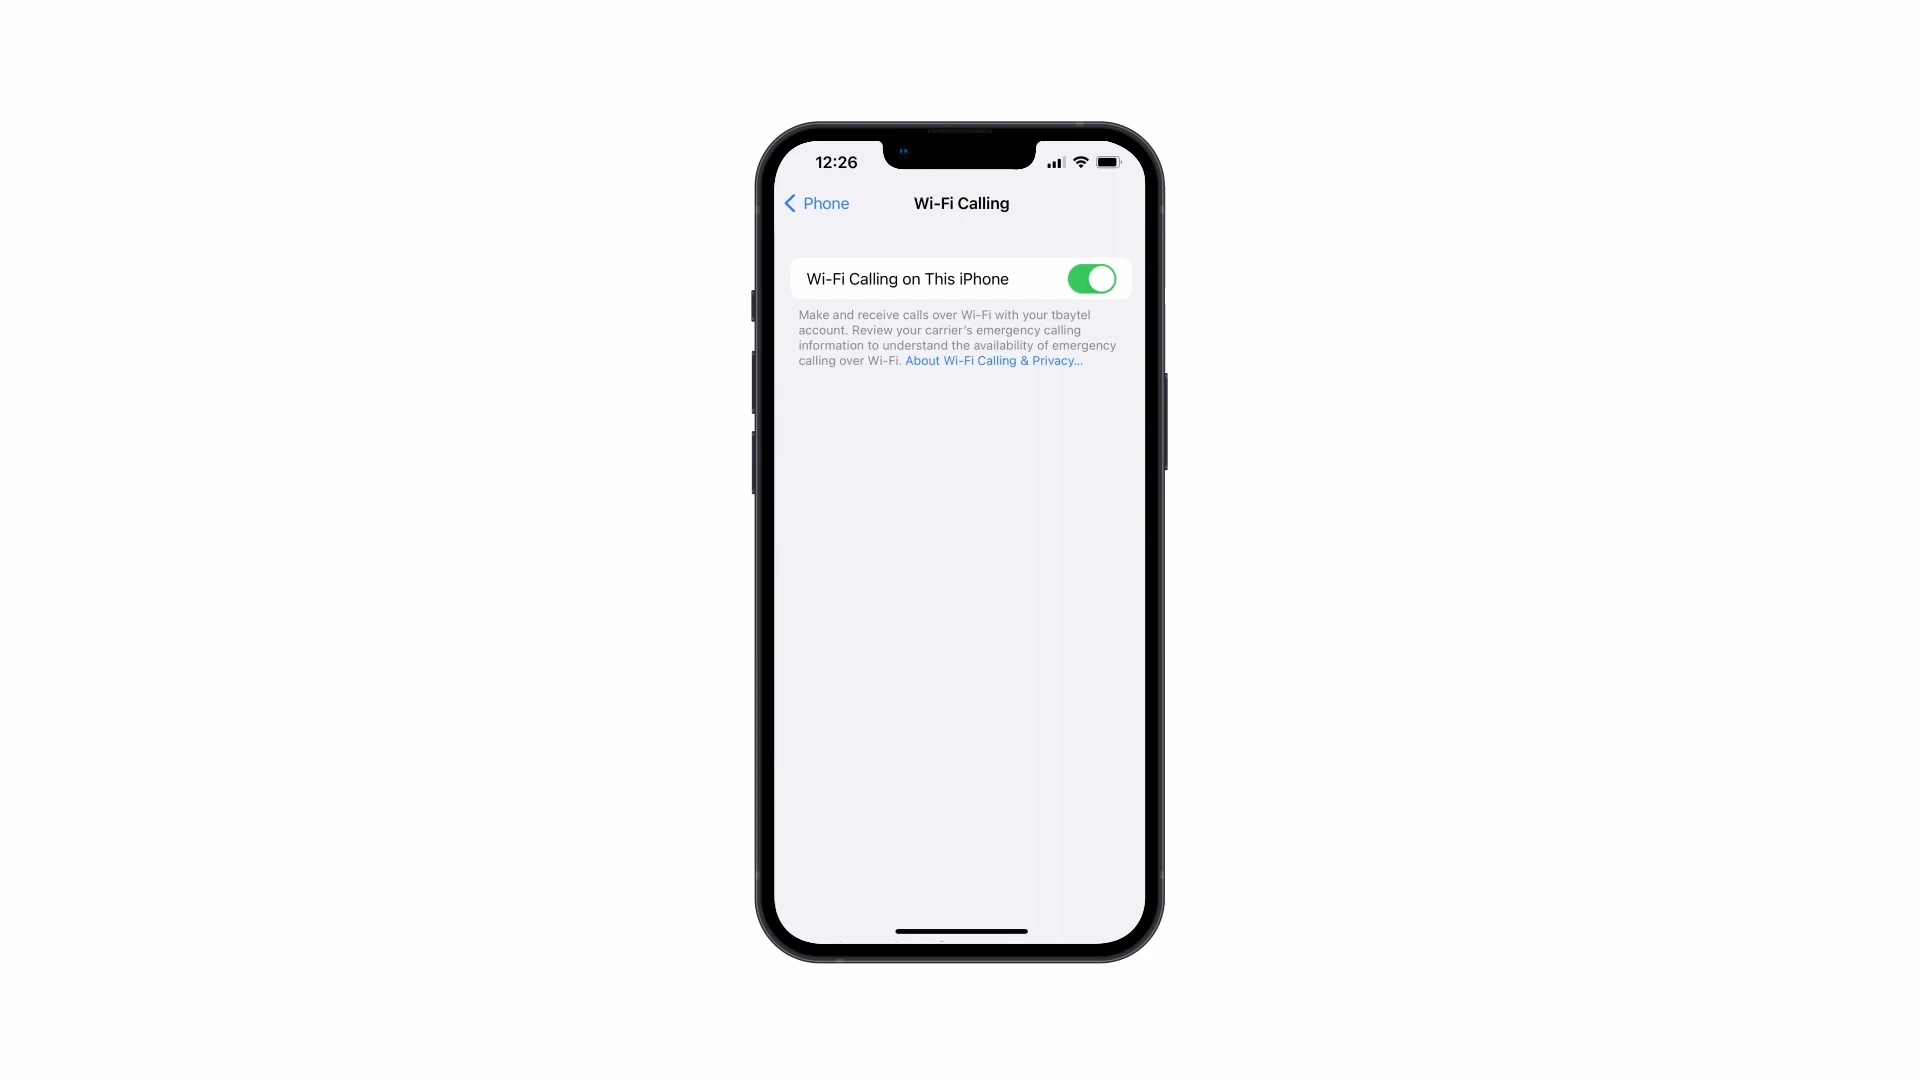 12:26
Phone
Wi-Fi Calling
Wi-Fi Calling on This iPhone
Make and receive calls over Wi-Fi with your tbaytel
account. Review your carrier's emergency calling
information to understand the availability of emergency
calling over Wi-Fi. About Wi-Fi Calling & Privacy...